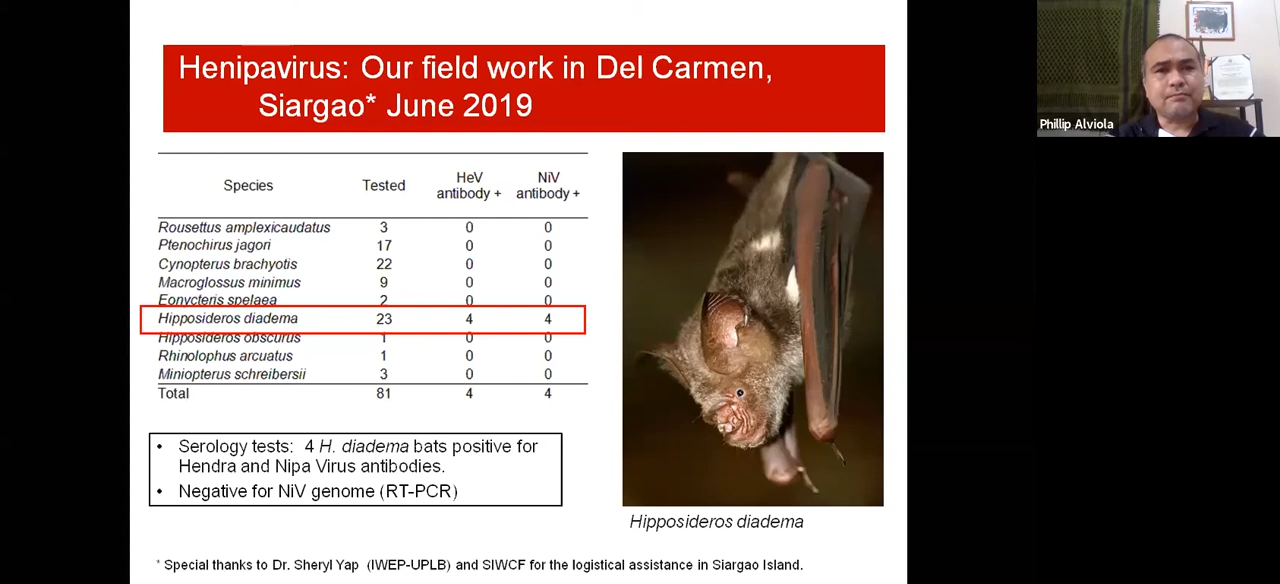 Henipavirus: Our field work in Del Carmen,
Siargao* June 2019
Phillip Alviola
Species Tested HeV antibody + NiV antibody +
Rousettus amplexicaudatus 3 0 0
Ptenochirus jagori 17 0 0
Cynopterus brachyotis 22 0 0
Macroglossus minimus 9 0 0
Eonycteris spelaea 2 0 0
Hipposideros diadema 23 4 4
Hipposideros obscurus 1 0 0
Rhinolophus arcuatus 1 0 0
Miniopterus schreibersii 3 0 0
Total 81 4 4
• Serology tests: 4 H. diadema bats positive for
Hendra and Nipa Virus antibodies.
• Negative for NiV genome (RT-PCR)
Hipposideros diadema
* Special thanks to Dr. Sheryl Yap (IWEP-UPLB) and SIWCF for the logistical assistance in Siargao Island.